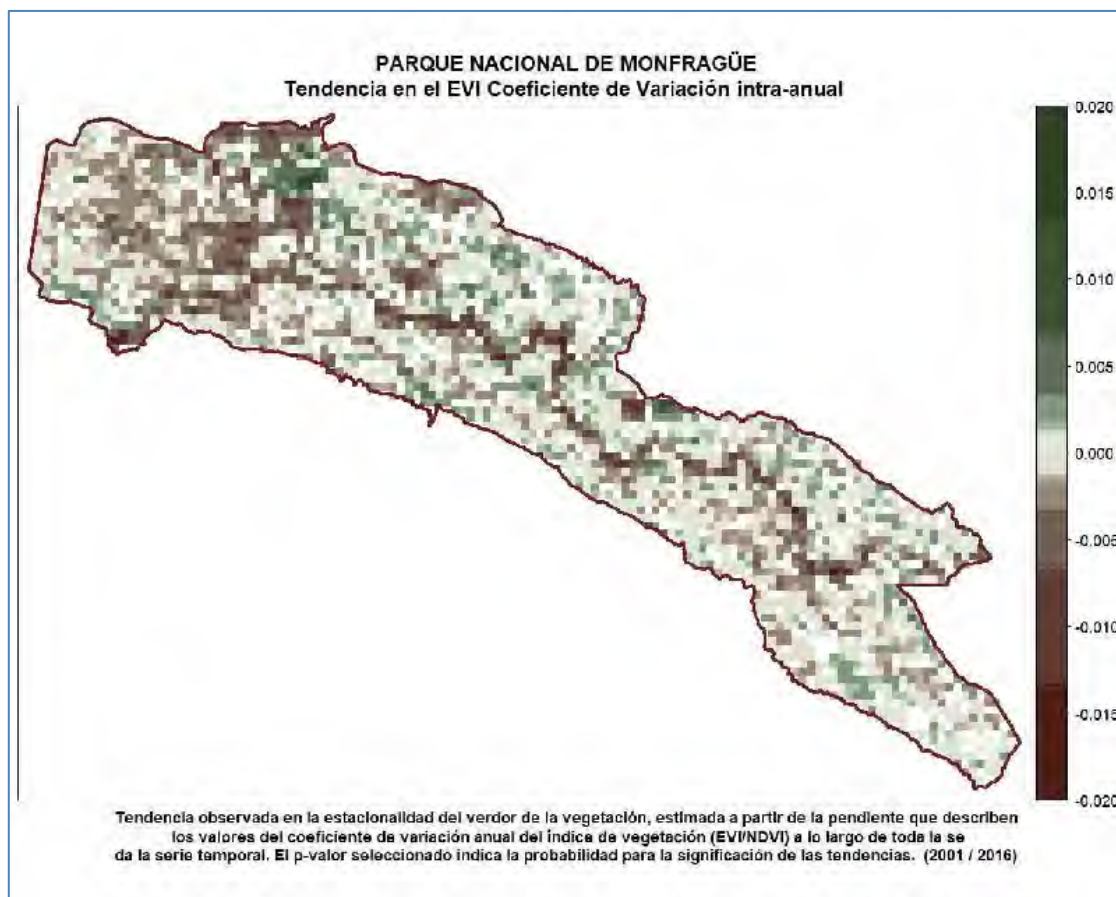 PARQUE NACIONAL DE MONFRAGÜE
Tendencia en el EVI Coeficiente de Variación intra-anual
0.020
0.015
0.010
0.005
0.000
-0.005
-0.010
-0.015
-0.020
Tendencia observada en la estacionalidad del verdor de la vegetación, estimada a partir de la pendiente que describen
los valores del coeficiente de variación anual del índice de vegetación (EVI/NDVI) a lo largo de toda la se
da la serie temporal. El p-valor seleccionado indica la probabilidad para la significación de las tendencias. (2001 / 2016)